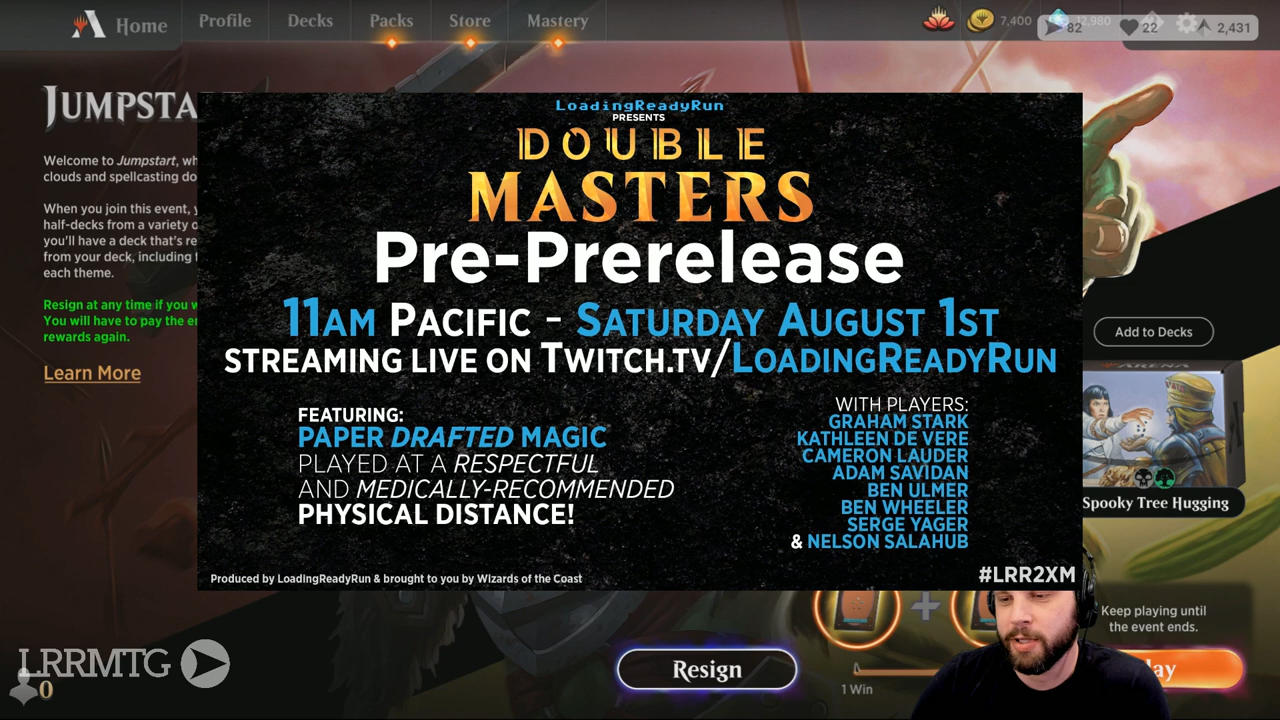 Home
Profile
Decks
Packs
Store
Mastery
7,400
12,980
82
22
2,431
JUMPSTA
Welcome to Jumpstart, wh
clouds and spellcasting do
When you join this event, y
half-decks from a variety o
you'll have a deck that's re
from your deck, including t
each theme.
Resign at any time if you w
You will have to pay the en
rewards again.
Learn More
LoadingReadyRun
PRESENTS
DOUBLE
MASTERS
Pre-Prerelease
11AM PACIFIC - SATURDAY AUGUST 1ST
STREAMING LIVE ON TWITCH.TV/LOADINGREADYRUN
FEATURING:
PAPER DRAFTED MAGIC
PLAYED AT A RESPECTFUL
AND MEDICALLY-RECOMMENDED
PHYSICAL DISTANCE!
WITH PLAYERS:
GRAHAM STARK
KATHLEEN DE VERE
CAMERON LAUDER
ADAM SAVIDAN
BEN ULMER
BEN WHEELER
SERGE YAGER
& NELSON SALAHUB
Produced by LoadingReadyRun & brought to you by Wizards of the Coast
#LRR2XM
Add to Decks
ARENA
Spooky Tree Hugging
Keep playing until
the event ends.
LRRMTG
0
Resign
1 Win
lay